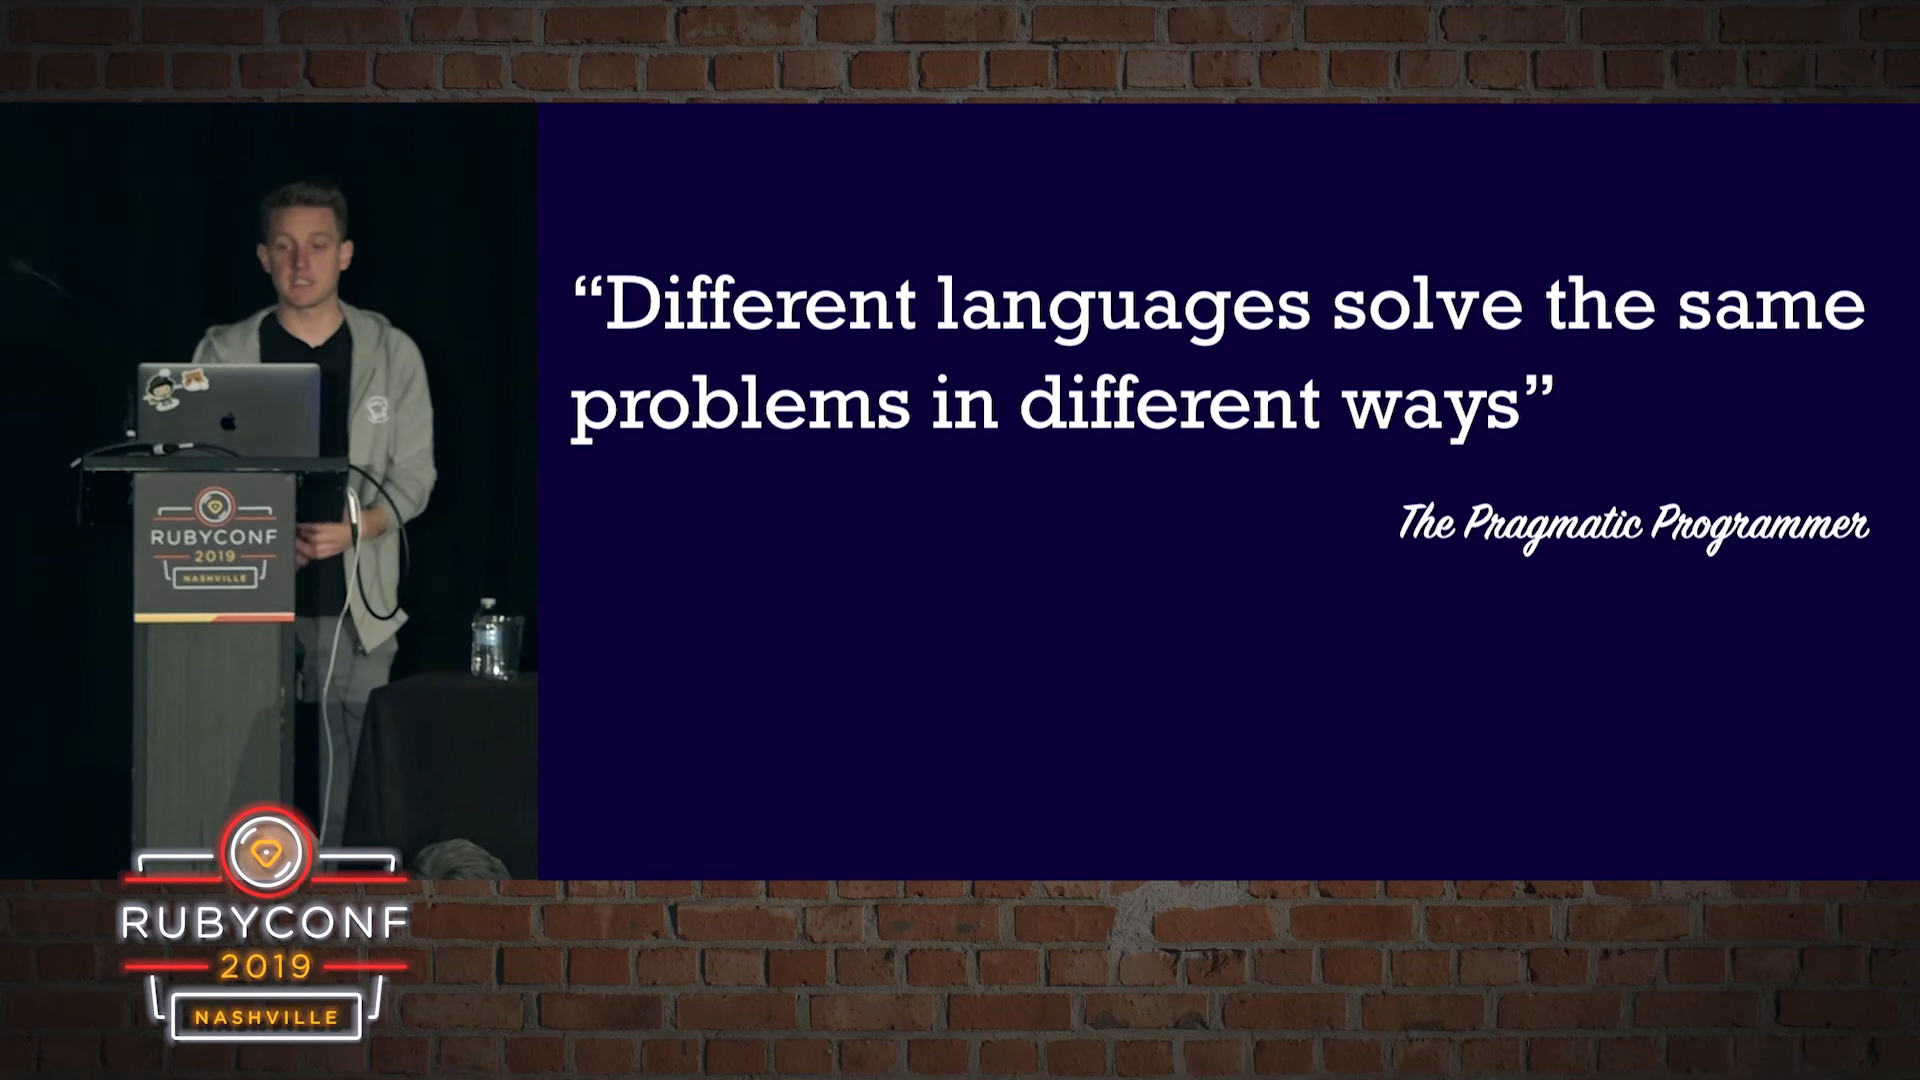 “Different languages solve the same
problems in different ways”
The Pragmatic Programmer
RUBYCONF
2019
NASHVILLE
RUBYCONF
2019
NASHVILLE